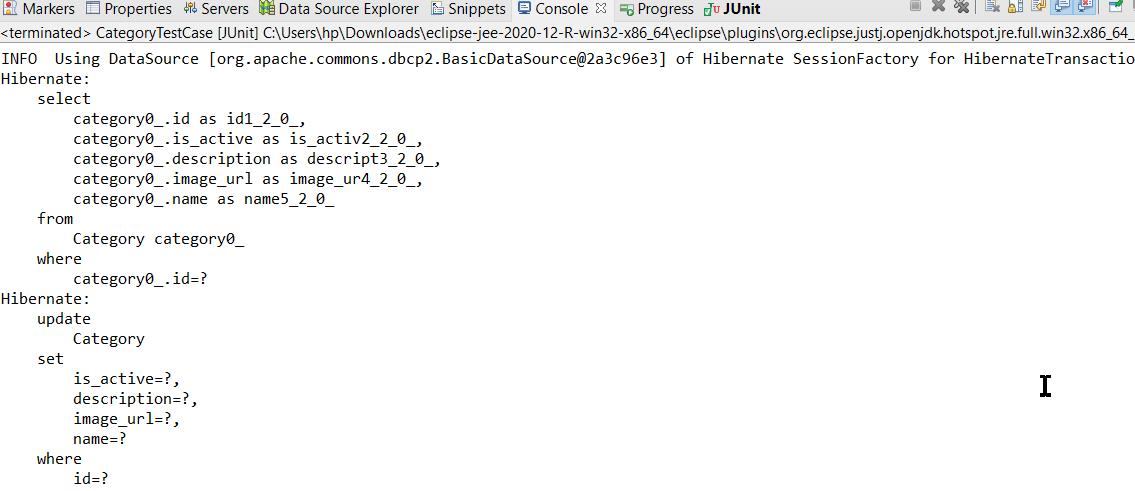 Markers Properties Servers Data Source Explorer Snippets Console Progress JUnit
<terminated> CategoryTestCase [JUnit] C:\Users\hp\Downloads\eclipse-jee-2020-12-R-win32-x86_64\eclipse\plugins\org.eclipse.justj.openjdk.hotspot.jre.full.win32.x86_64_
INFO  Using DataSource [org.apache.commons.dbcp2.BasicDataSource@2a3c96e3] of Hibernate SessionFactory for HibernateTransactio
Hibernate:
    select
        category0_.id as id1_2_0_,
        category0_.is_active as is_activ2_2_0_,
        category0_.description as descript3_2_0_,
        category0_.image_url as image_ur4_2_0_,
        category0_.name as name5_2_0_
    from
        Category category0_
    where
        category0_.id=?
Hibernate:
    update
        Category
    set
        is_active=?,
        description=?,
        image_url=?,
        name=?
    where
        id=?